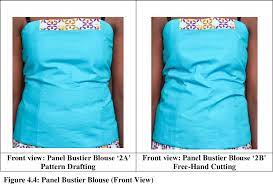 Front view: Panel Bustier Blouse ‘2A’
Pattern Drafting
Front view: Panel Bustier Blouse ‘2B’
Free-Hand Cutting
Figure 4.4: Panel Bustier Blouse (Front View)